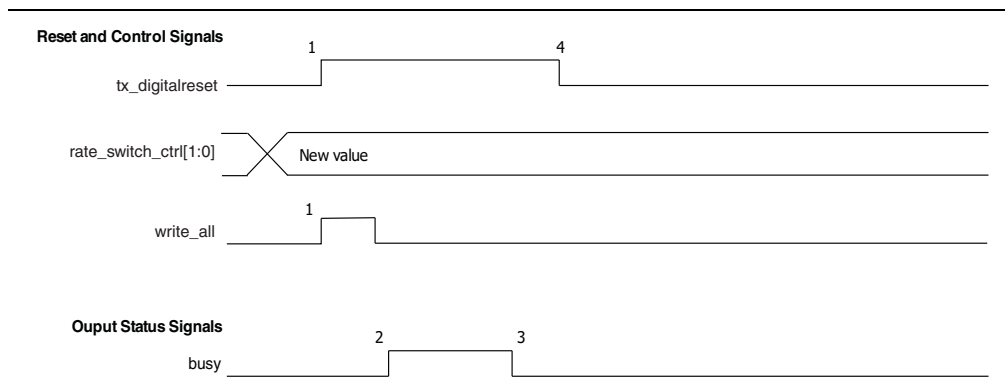 Reset and Control Signals
1
4
tx_digitalreset
rate_switch_ctrl[1:0]
New value
1
write_all
Ouput Status Signals
2
3
busy